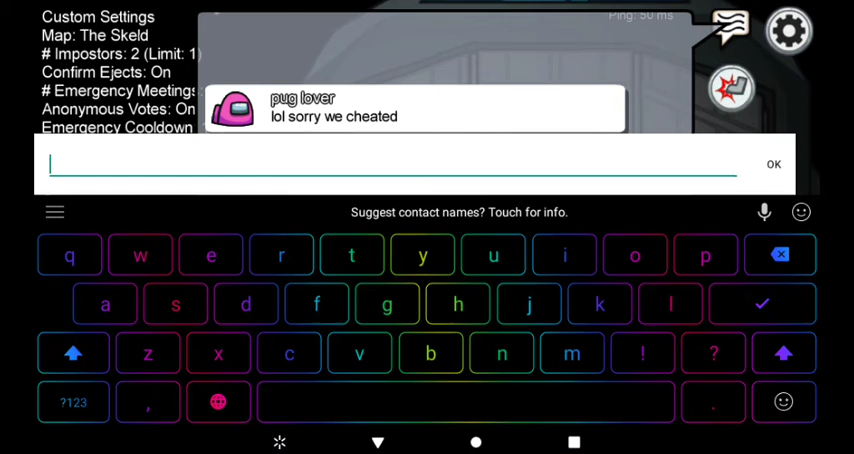 Custom Settings
Map: The Skeld
# Impostors: 2 (Limit: 1)
Confirm Ejects: On
# Emergency Meetings:
Anonymous Votes: On
Emergency Cooldown
Ping: 50 ms
pug lover
lol sorry we cheated
OK
Suggest contact names? Touch for info.
q w e r t y u i o p
a s d f g h j k l
z x c v b n m ! ?
?123 , .